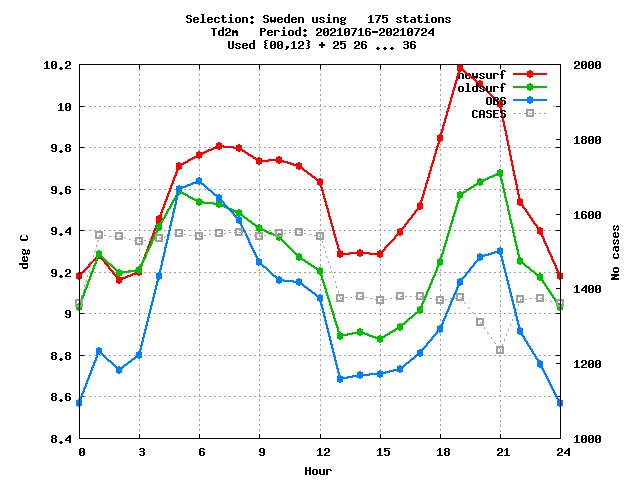 Selection: Sweden using   175 stations
Td2m   Period: 20210716-20210724
Used {00,12} + 25 26 ... 36
10.2
10
9.8
9.6
9.4
9.2
9
8.8
8.6
8.4
deg C
newsurf
oldsurf
OBS
CASES
2000
1800
1600
1400
1200
1000
No cases
0 3 6 9 12 15 18 21 24
Hour